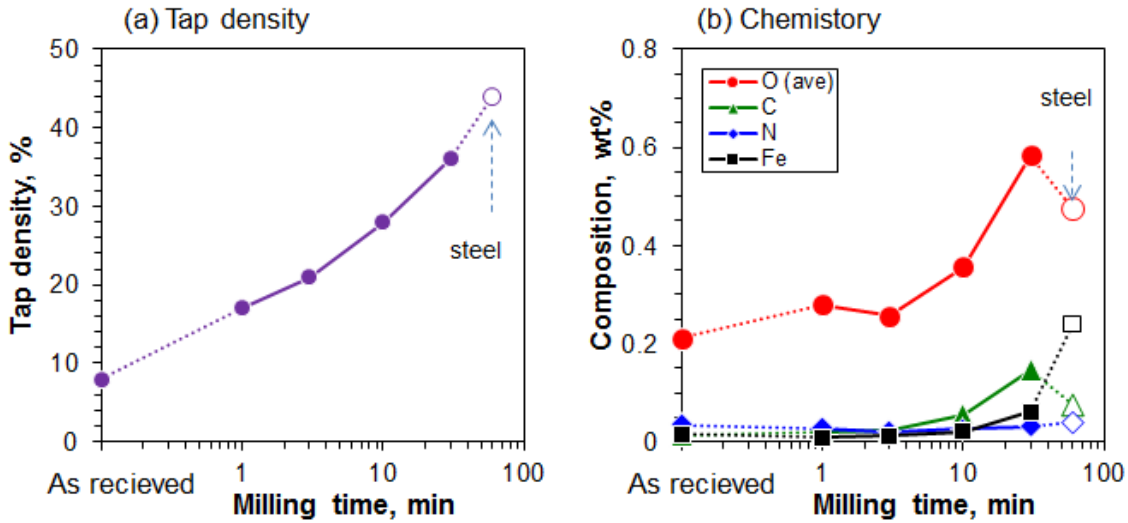 (a) Tap density
50
40
30
20
10
0
Tap density, %
steel
As recieved
1
10
100
Milling time, min
(b) Chemistory
0.8
0.6
0.4
0.2
0
Composition, wt%
O (ave)
C
N
Fe
steel
As recieved
1
10
100
Milling time, min